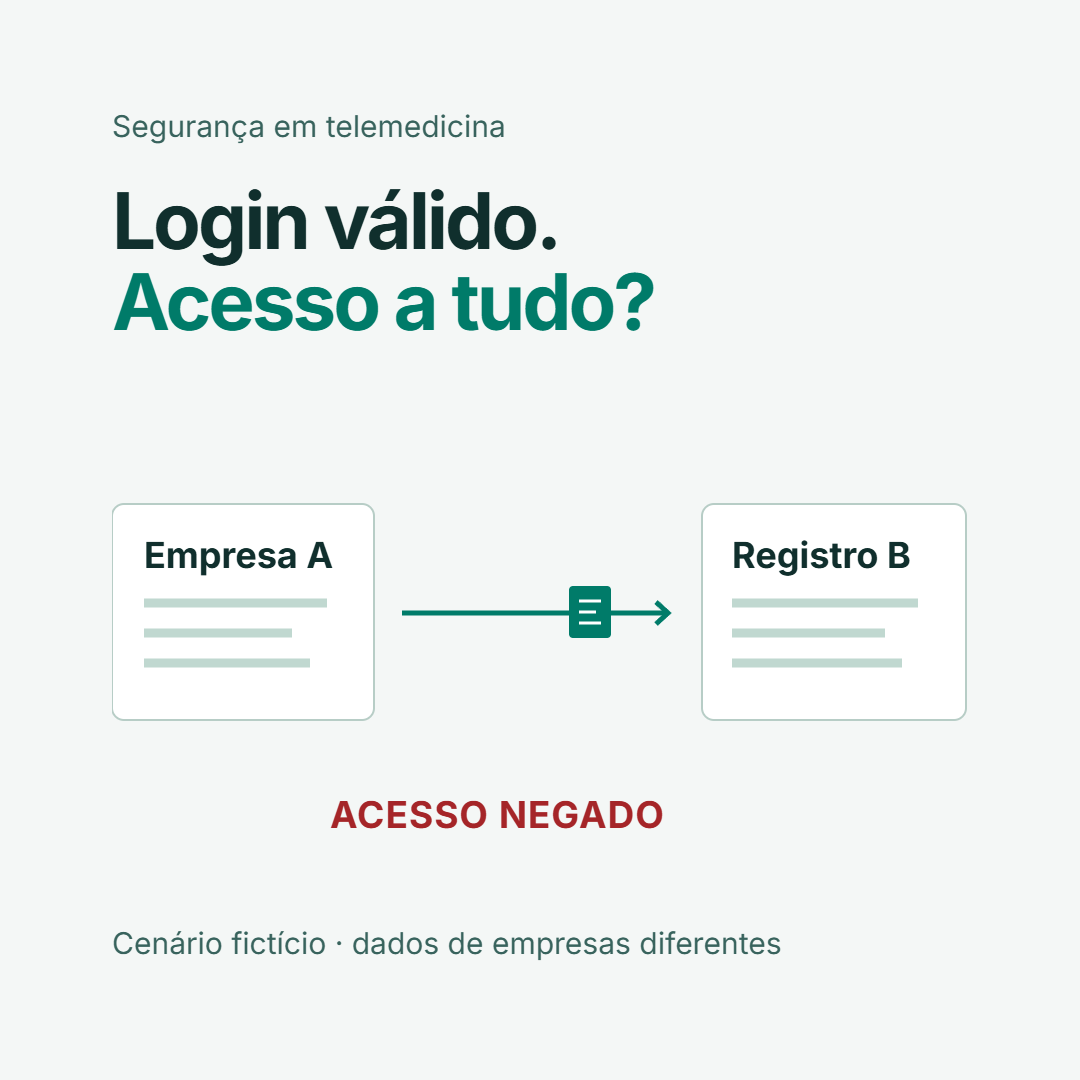 Segurança em telemedicina
Login válido.
Acesso a tudo?
Empresa A
Registro B
ACESSO NEGADO
Cenário fictício · dados de empresas diferentes